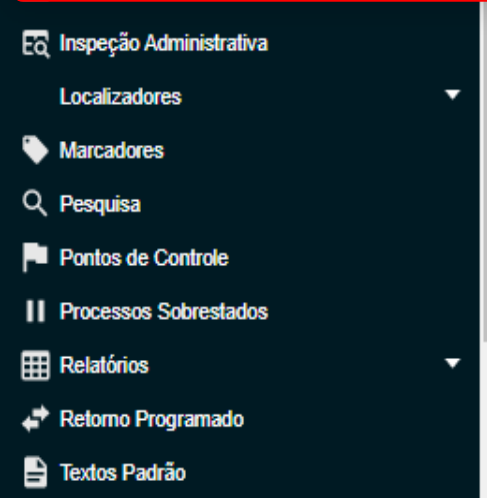 Inspeção Administrativa
Localizadores
Marcadores
Pesquisa
Pontos de Controle
Processos Sobrestados
Relatórios
Retorno Programado
Textos Padrão